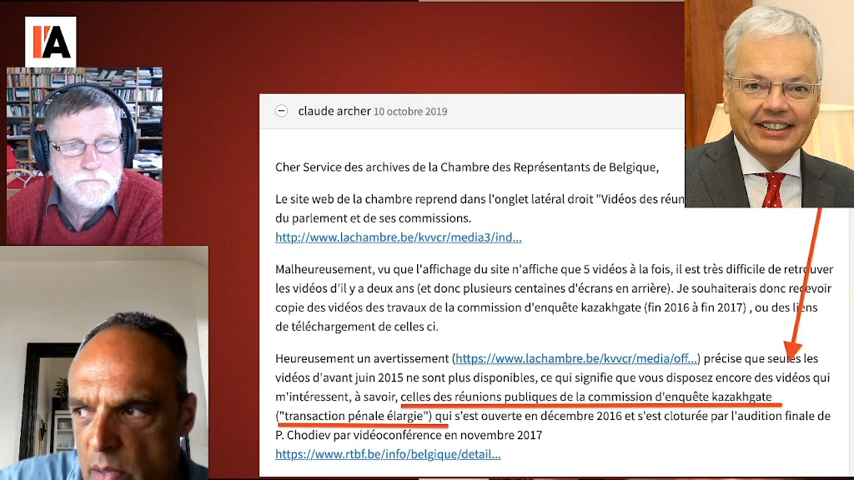 I'A
claude archer 10 octobre 2019
Cher Service des archives de la Chambre des Représentants de Belgique,
Le site web de la chambre reprend dans l'onglet latéral droit "Vidéos des réun
du parlement et de ses commissions.
http://www.lachambre.be/kvvcr/media3/ind...
Malheureusement, vu que l'affichage du site n'affiche que 5 vidéos à la fois, il est très difficile de retrouver
les vidéos d'il y a deux ans (et donc plusieurs centaines d'écrans en arrière). Je souhaiterais donc recevoir
copie des vidéos des travaux de la commission d'enquête kazakhgate (fin 2016 à fin 2017) , ou des liens
de téléchargement de celles ci.
Heureusement un avertissement (https://www.lachambre.be/kvvcr/media/off...) précise que seules les
vidéos d'avant juin 2015 ne sont plus disponibles, ce qui signifie que vous disposez encore des vidéos qui
m'intéressent, à savoir, celles des réunions publiques de la commission d'enquête kazakhgate
("transaction pénale élargie") qui s'est ouverte en décembre 2016 et s'est cloturée par l'audition finale de
P. Chodiev par vidéoconférence en novembre 2017
https://www.rtbf.be/info/belgique/detail...